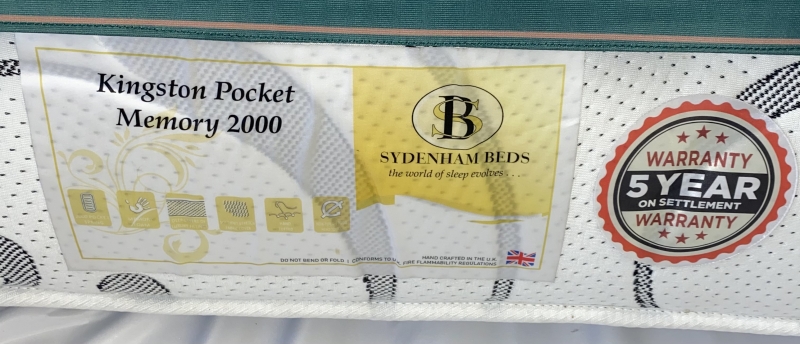 Kingston Pocket
Memory 2000
SB
SYDENHAM BEDS
the world of sleep evolves . . .
DO NOT BEND OR FOLD | CONFORMS TO U.K. FIRE FLAMMABILITY REGULATIONS
HAND CRAFTED IN THE U.K
WARRANTY
5 YEAR
ON SETTLEMENT
WARRANTY